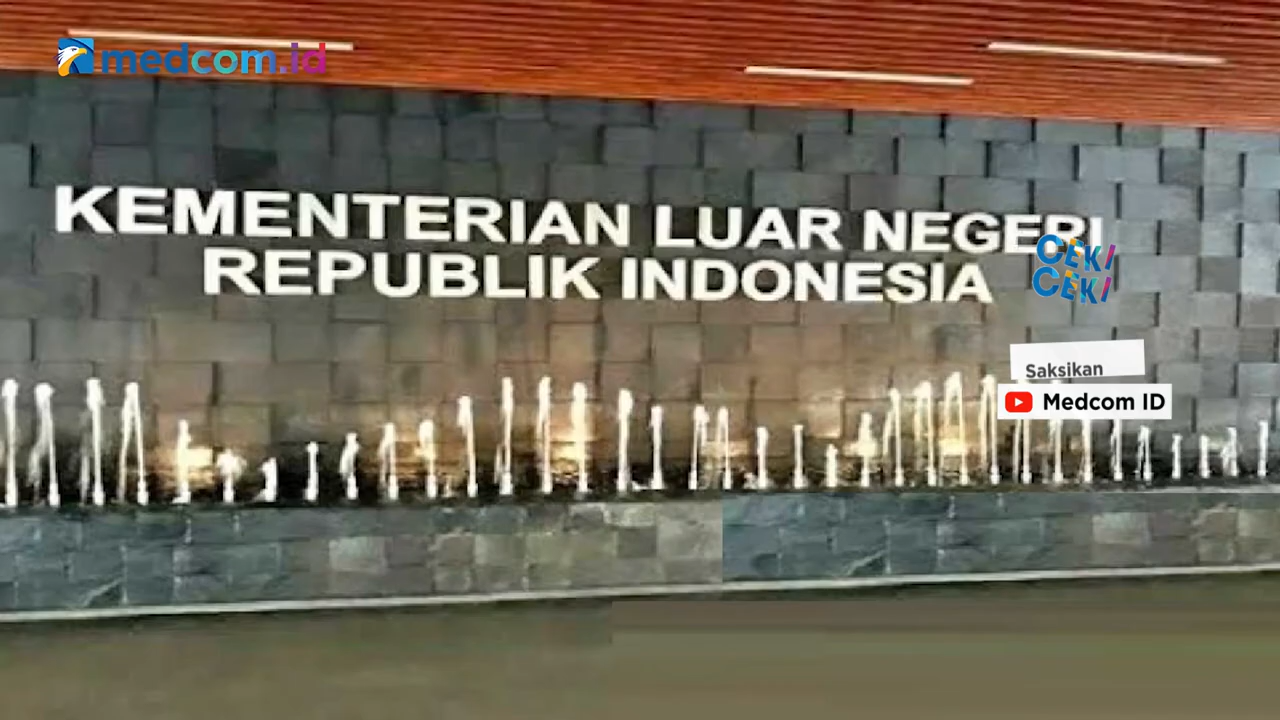 medcom.id
KEMENTERIAN LUAR NEGERI
REPUBLIK INDONESIA
CEKI
CEKI
Saksikan
Medcom ID